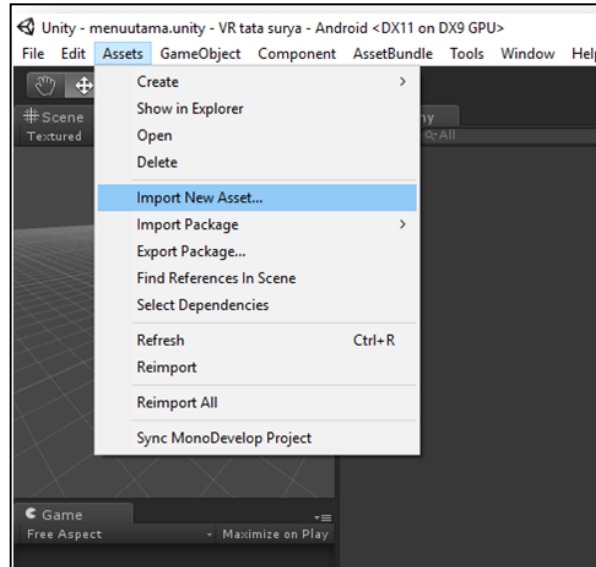 Unity - menuutama.unity - VR tata surya - Android <DX11 on DX9 GPU>
File Edit Assets GameObject Component AssetBundle Tools Window Help
Create
Show in Explorer
Open
Delete
Import New Asset...
Import Package
Export Package...
Find References In Scene
Select Dependencies
Refresh Ctrl+R
Reimport
Reimport All
Sync MonoDevelop Project
Scene
Textured
All
Game
Free Aspect Maximize on Play